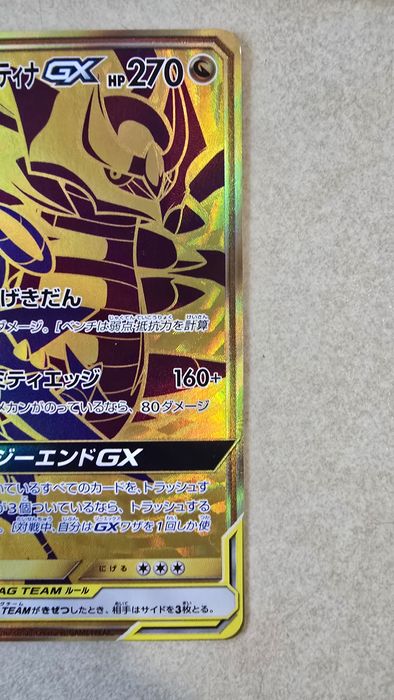 ティナGX HP270
げきだん
ダメージ。[ベンチは弱点・抵抗力を計算
ミティエッジ 160+
メカンがのっているなら、80ダメージ
ジーエンドGX
いているすべてのカードを、トラッシュす
が3個ついているなら、トラッシュする
[対戦中、自分はGXワザを1回しか使
にげる
AG TEAM ルール
TEAMがきぜつしたとき、相手はサイドを3枚とる。